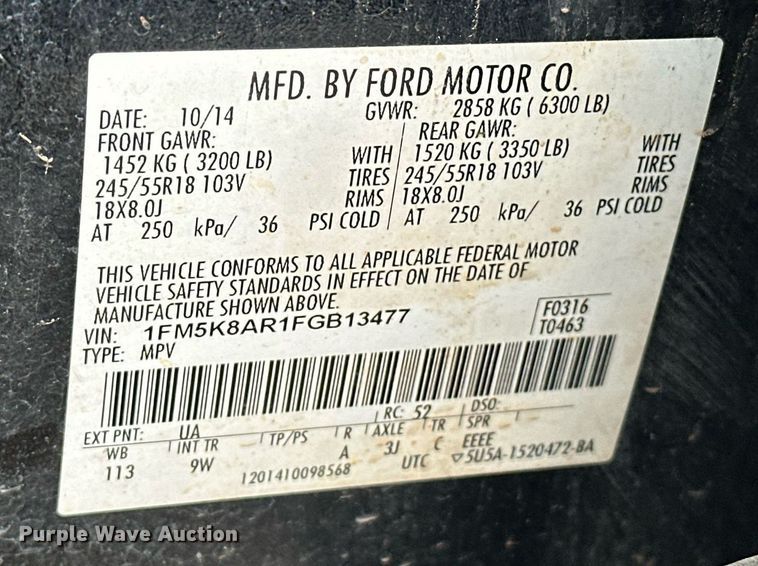 MFD. BY FORD MOTOR CO.
DATE: 10/14 GVWR: 2858 KG ( 6300 LB)
FRONT GAWR: REAR GAWR:
1452 KG ( 3200 LB) WITH 1520 KG ( 3350 LB) WITH
245/55R18 103V TIRES 245/55R18 103V TIRES
18X8.0J RIMS 18X8.0J RIMS
AT 250 kPa/ 36 PSI COLD AT 250 kPa/ 36 PSI COLD
THIS VEHICLE CONFORMS TO ALL APPLICABLE FEDERAL MOTOR
VEHICLE SAFETY STANDARDS IN EFFECT ON THE DATE OF
MANUFACTURE SHOWN ABOVE.
VIN: 1FM5K8AR1FGB13477 F0316
TYPE: MPV T0463
EXT PNT: UA RC: 52 DSO:
WB INT TR TP/PS R AXLE TR SPR
113 9W A 3J C EEEE
1201410098568 UTC ▽5U5A-1520472-BA
Purple Wave Auction